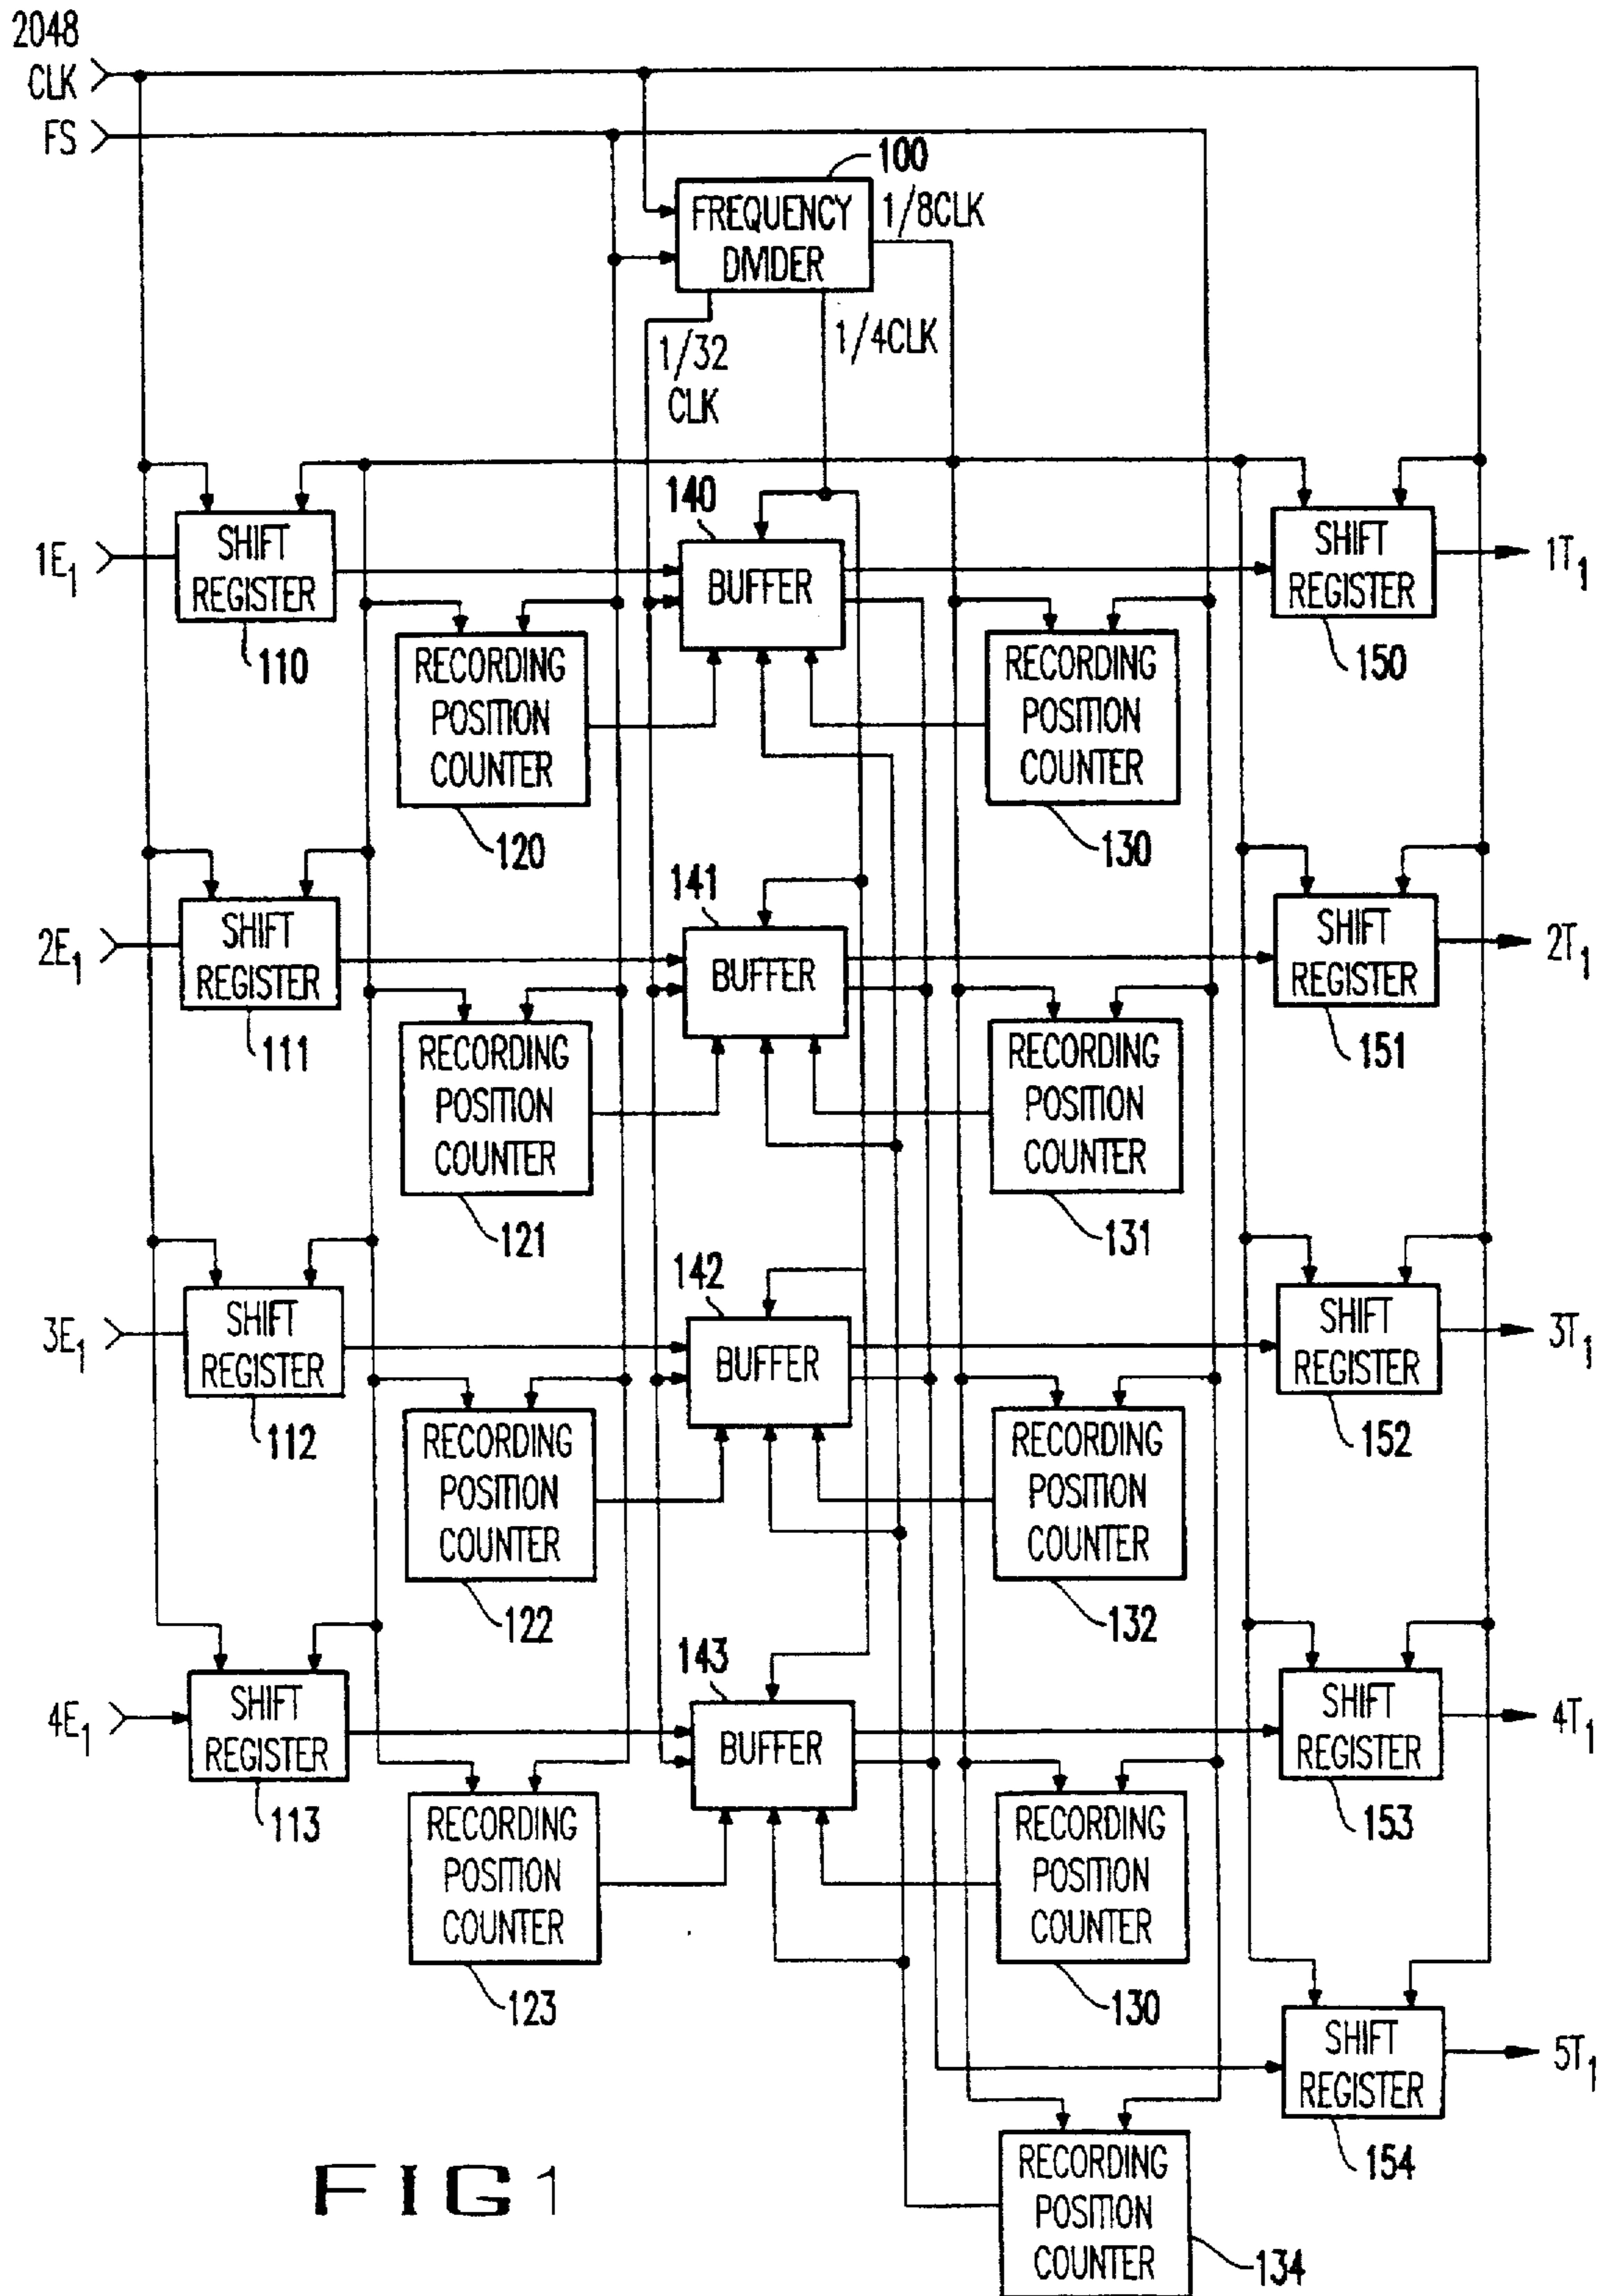 2048
CLK
FS
100
FREQUENCY
DIVIDER
1/8CLK
1/32
CLK
1/4CLK
1E1
SHIFT
REGISTER
110
140
BUFFER
SHIFT
REGISTER
150
1T1
RECORDING
POSITION
COUNTER
120
RECORDING
POSITION
COUNTER
130
2E1
SHIFT
REGISTER
111
141
BUFFER
SHIFT
REGISTER
151
2T1
RECORDING
POSITION
COUNTER
121
RECORDING
POSITION
COUNTER
131
3E1
SHIFT
REGISTER
112
142
BUFFER
SHIFT
REGISTER
152
3T1
RECORDING
POSITION
COUNTER
122
RECORDING
POSITION
COUNTER
132
4E1
SHIFT
REGISTER
113
143
BUFFER
SHIFT
REGISTER
153
4T1
RECORDING
POSITION
COUNTER
123
RECORDING
POSITION
COUNTER
130
SHIFT
REGISTER
154
5T1
RECORDING
POSITION
COUNTER
134
FIG 1